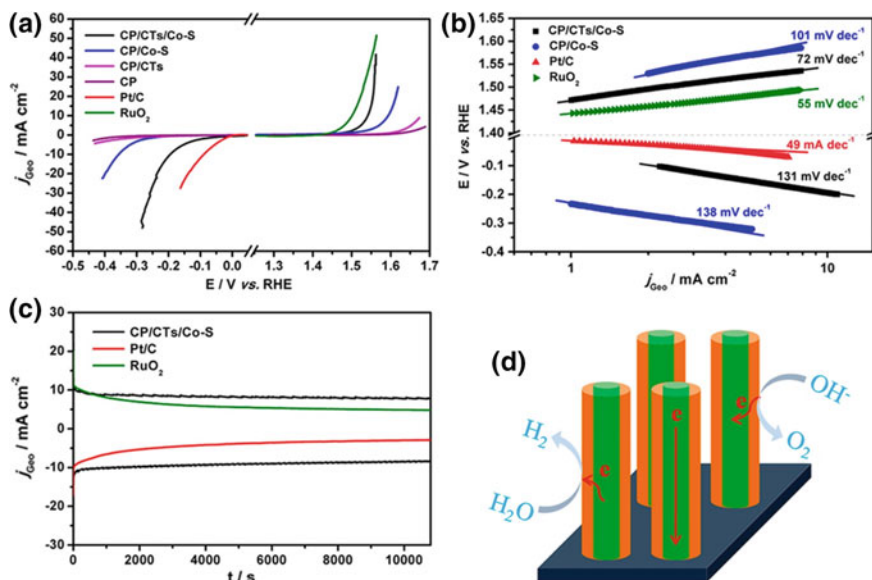 (a)
CP/CTs/Co-S
CP/Co-S
CP/CTs
CP
Pt/C
RuO₂
j_Geo / mA cm⁻²
50
40
30
20
10
0
-10
-20
-30
-40
-50
-60
-0.5 -0.4 -0.3 -0.2 -0.1 0.0 1.3 1.4 1.5 1.6 1.7
E / V vs. RHE
(b)
CP/CTs/Co-S
CP/Co-S
Pt/C
RuO₂
101 mV dec⁻¹
72 mV dec⁻¹
55 mV dec⁻¹
49 mA dec⁻¹
131 mV dec⁻¹
138 mV dec⁻¹
E / V vs. RHE
1.65
1.60
1.55
1.50
1.45
1.40
-0.1
-0.2
-0.3
-0.4
1 10
j_Geo / mA cm⁻²
(c)
CP/CTs/Co-S
Pt/C
RuO₂
j_Geo / mA cm⁻²
30
20
10
0
-10
-20
-30
0 2000 4000 6000 8000 10000
t / s
(d)
H₂
H₂O
e
e
e
OH⁻
O₂